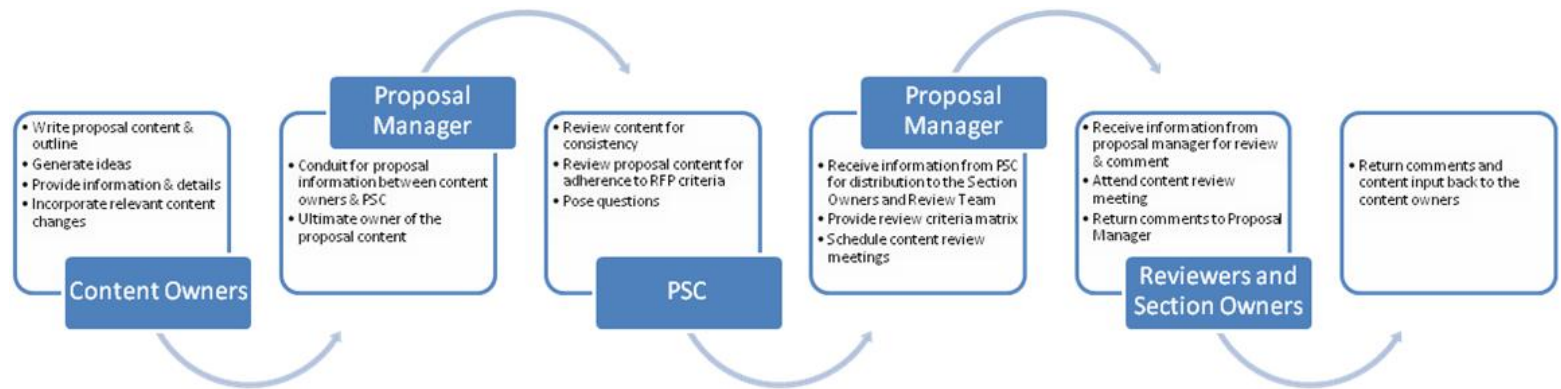 • Write proposal content &
outline
• Generate ideas
• Provide information & details
• Incorporate relevant content
changes
Content Owners
Proposal
Manager
• Conduit for proposal
information between content
owners & PSC
• Ultimate owner of the
proposal content
• Review content for
consistency
• Review proposal content for
adherence to RFP criteria
• Pose questions
PSC
Proposal
Manager
• Receive information from PSC
for distribution to the Section
Owners and Review Team
• Provide review criteria matrix
• Schedule content review
meetings
• Receive information from
proposal manager for review
& comment
• Attend content review
meeting
• Return comments to Proposal
Manager
Reviewers and
Section Owners
• Return comments and
content input back to the
content owners